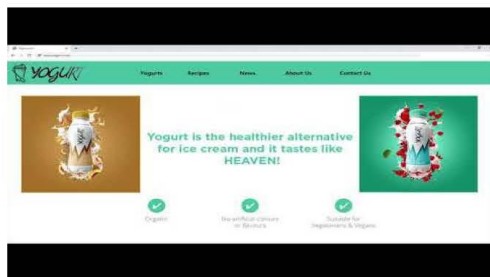 YOGURT
Yogurts Recipes News About Us Contact Us
Yogurt is the healthier alternative
for ice cream and it tastes like
HEAVEN!
Organic
No artificial colours
or flavours
Suitable for
Vegetarians & Vegans